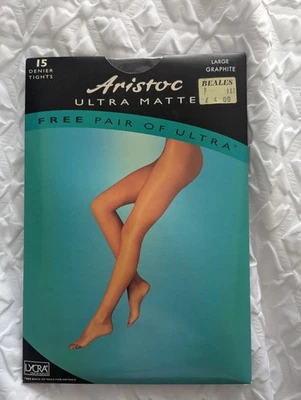 15
DENIER
TIGHTS
Aristoc
ULTRA MATTE
LARGE
GRAPHITE
BEALES
FREE PAIR OF ULTRA*
LYCRA